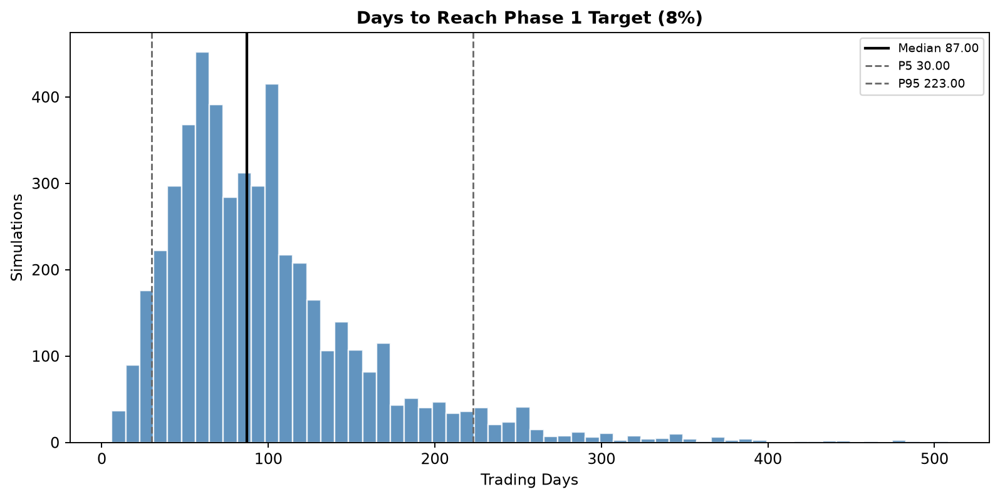 Days to Reach Phase 1 Target (8%)
Median 87.00
P5 30.00
P95 223.00
Simulations
400
300
200
100
0
0 100 200 300 400 500
Trading Days